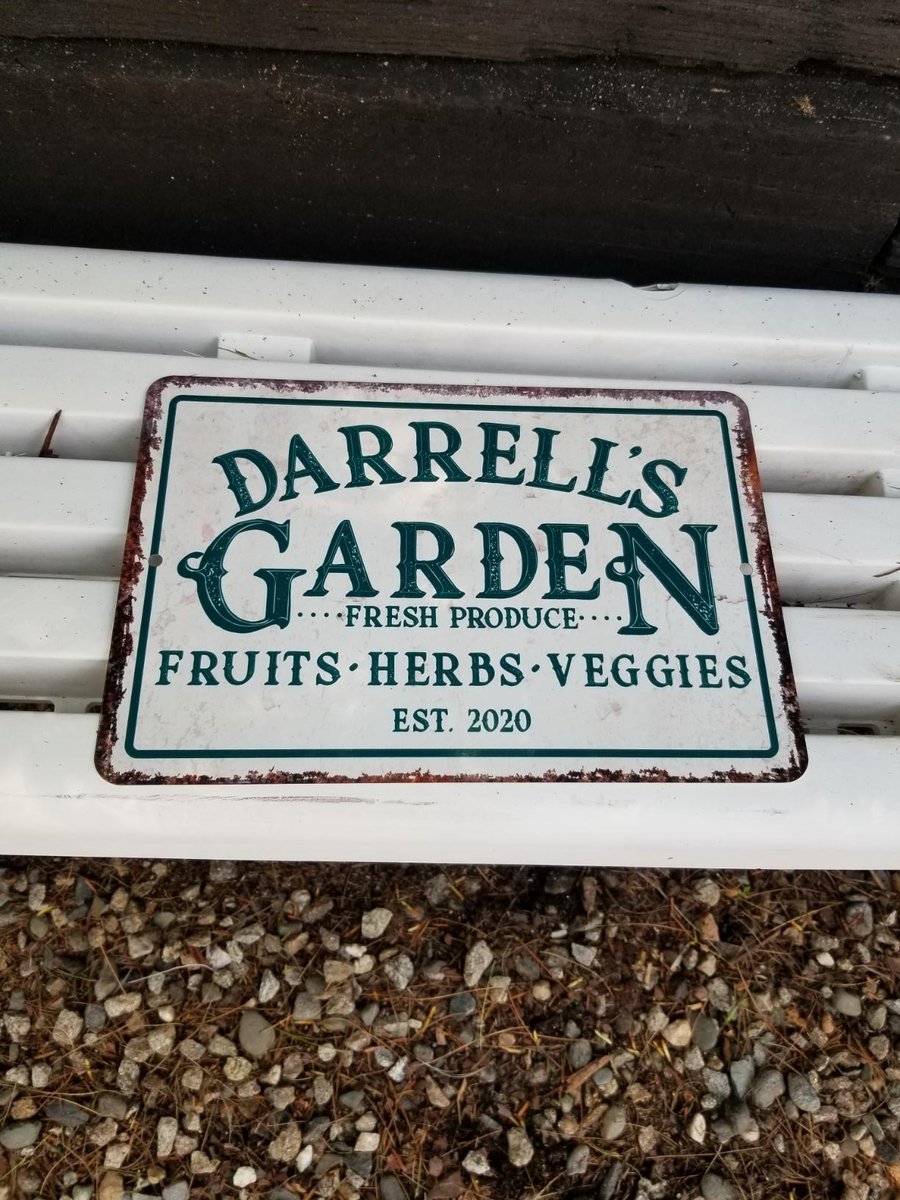 DARRELL'S
GARDEN
····FRESH PRODUCE····
FRUITS·HERBS·VEGGIES
EST. 2020